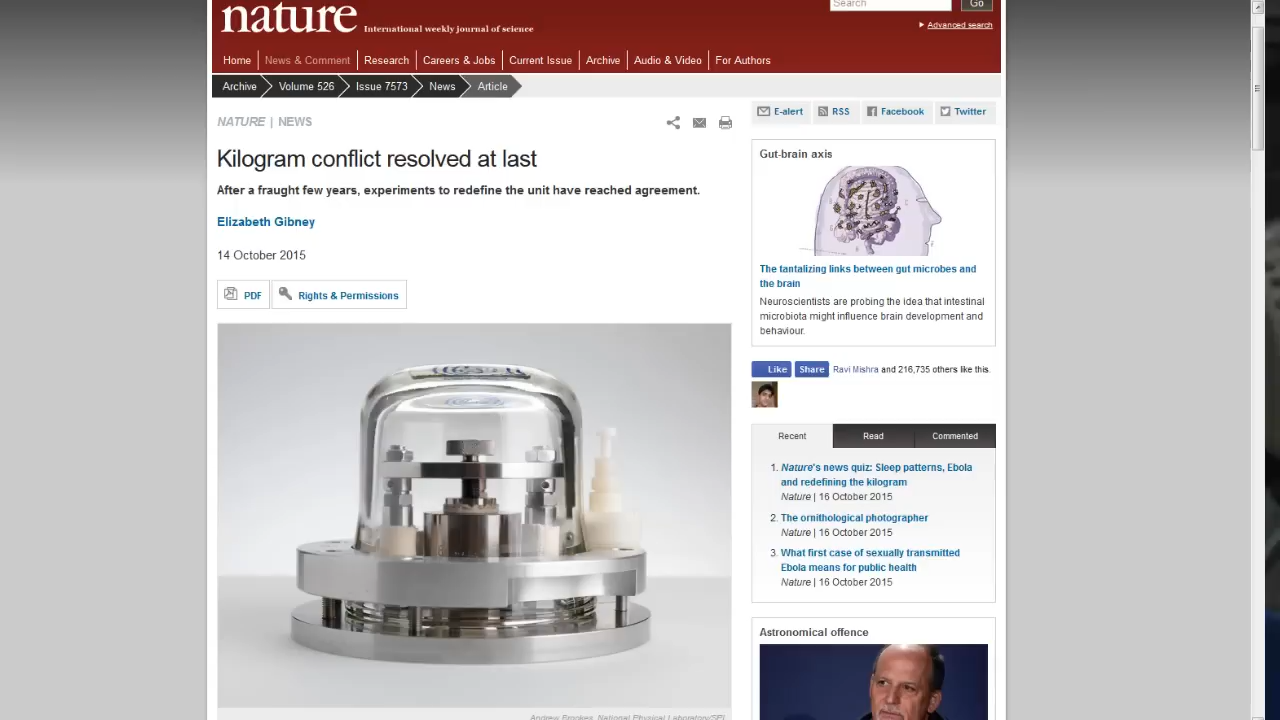 Search
Go
nature International weekly journal of science
Advanced search
Home News & Comment Research Careers & Jobs Current Issue Archive Audio & Video For Authors
Archive Volume 526 Issue 7573 News Article
E-alert RSS Facebook Twitter
NATURE | NEWS
Kilogram conflict resolved at last
After a fraught few years, experiments to redefine the unit have reached agreement.
Elizabeth Gibney
14 October 2015
PDF Rights & Permissions
Andrew Brookes, National Physical Laboratory/SPL
Gut-brain axis
The tantalizing links between gut microbes and
the brain
Neuroscientists are probing the idea that intestinal
microbiota might influence brain development and
behaviour.
Like Share Ravi Mishra and 216,735 others like this.
Recent Read Commented
1. Nature's news quiz: Sleep patterns, Ebola
and redefining the kilogram
Nature | 16 October 2015
2. The ornithological photographer
Nature | 16 October 2015
3. What first case of sexually transmitted
Ebola means for public health
Nature | 16 October 2015
Astronomical offence